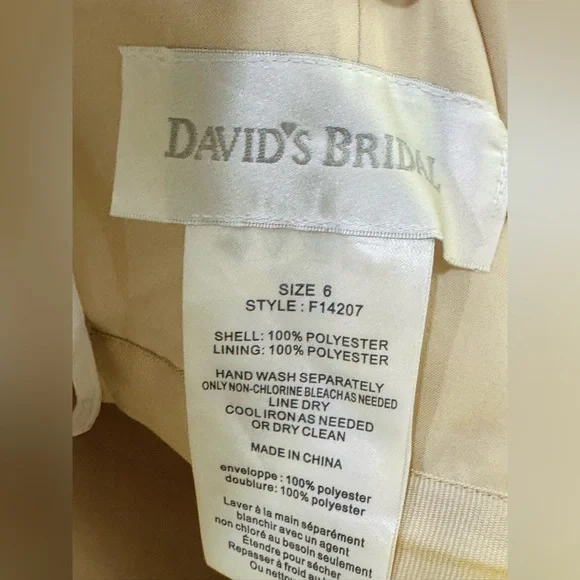 DAVID'S BRIDAL
SIZE 6
STYLE : F14207
SHELL: 100% POLYESTER
LINING: 100% POLYESTER
HAND WASH SEPARATELY
ONLY NON-CHLORINE BLEACH AS NEEDED
LINE DRY
COOL IRON AS NEEDED
OR DRY CLEAN
MADE IN CHINA
enveloppe : 100% polyester
doublure: 100% polyester
Laver à la main séparément
blanchir avec un agent
non chloré au besoin seulement
Étendre pour sécher
Repasser à froid au
Ou netto